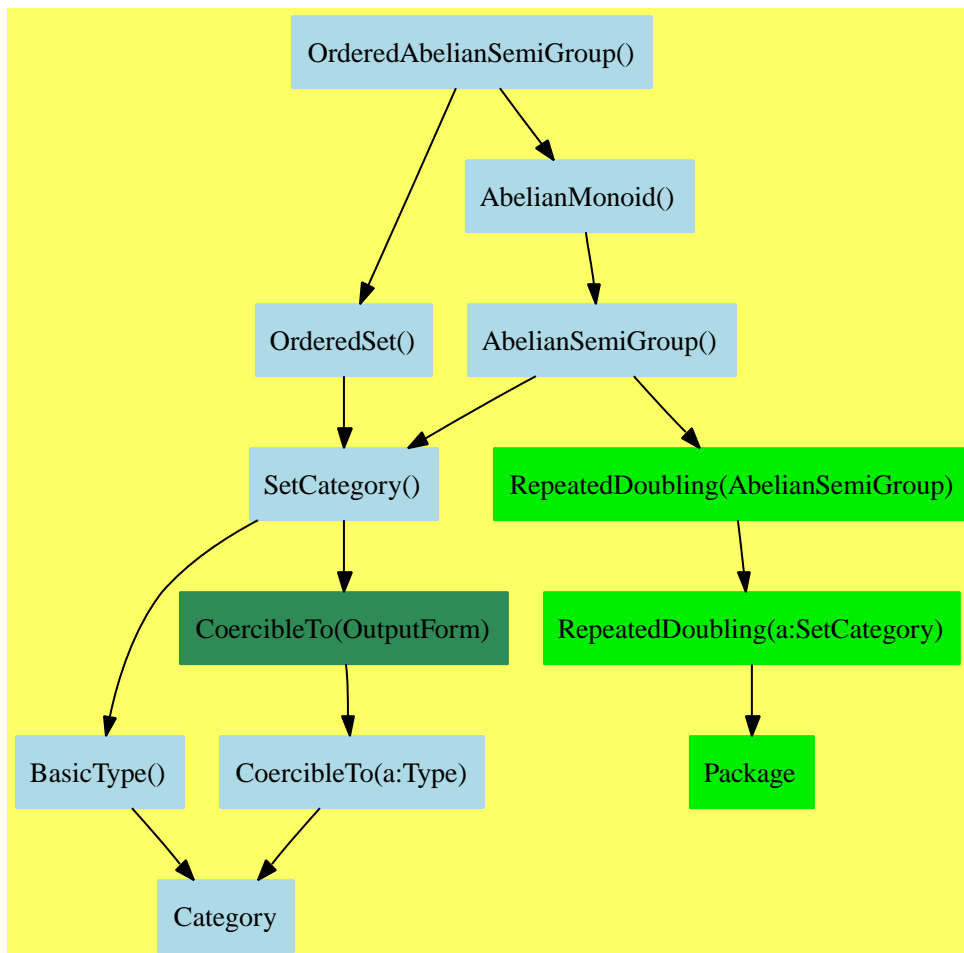 OrderedAbelianSemiGroup()
AbelianMonoid()
OrderedSet()
AbelianSemiGroup()
SetCategory()
RepeatedDoubling(AbelianSemiGroup)
CoercibleTo(OutputForm)
RepeatedDoubling(a:SetCategory)
BasicType()
CoercibleTo(a:Type)
Package
Category